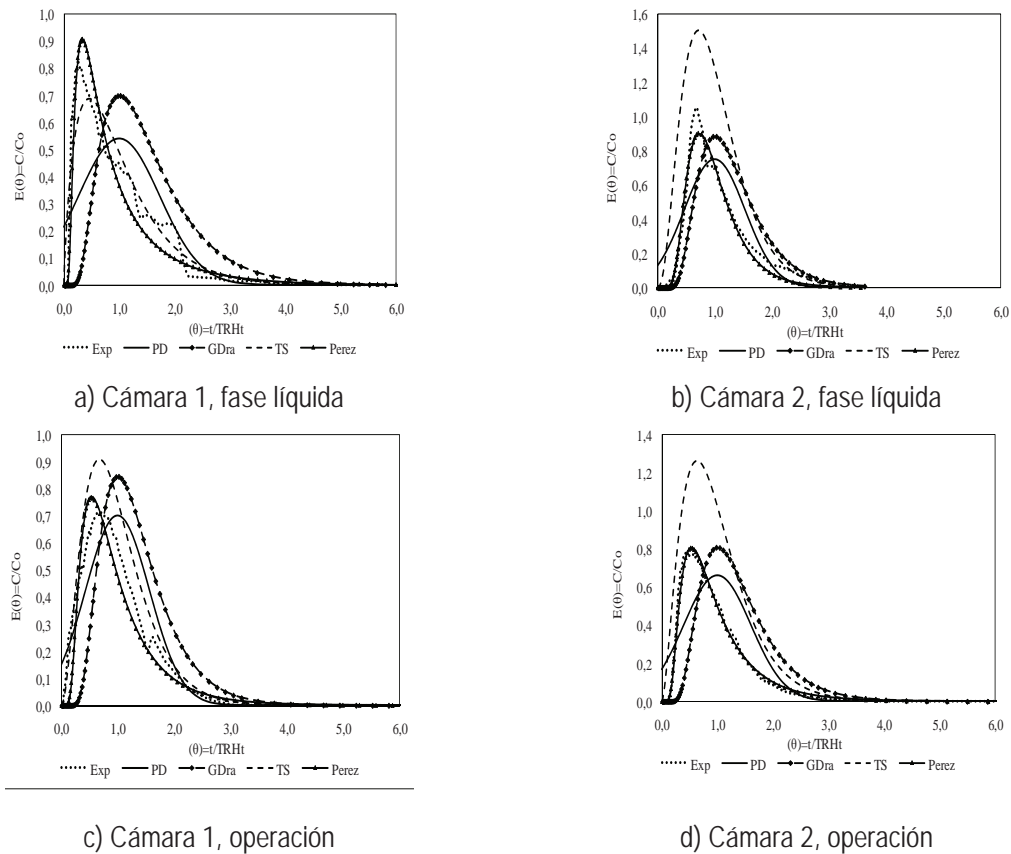 1,0
0,9
0,8
0,7
0,6
0,5
0,4
0,3
0,2
0,1
0,0
E(θ)=C/Co
0,0 1,0 2,0 3,0 4,0 5,0 6,0
(θ)=t/TRHt
Exp PD GDra TS Perez
a) Cámara 1, fase líquida
1,6
1,4
1,2
1,0
0,8
0,6
0,4
0,2
0,0
E(θ)=C/Co
0,0 1,0 2,0 3,0 4,0 5,0 6,0
(θ)=t/TRHt
Exp PD GDra TS Perez
b) Cámara 2, fase líquida
1,0
0,9
0,8
0,7
0,6
0,5
0,4
0,3
0,2
0,1
0,0
E(θ)=C/Co
0,0 1,0 2,0 3,0 4,0 5,0 6,0
(θ)=t/TRHt
Exp PD GDra TS Perez
c) Cámara 1, operación
1,4
1,2
1,0
0,8
0,6
0,4
0,2
0,0
E(θ)=C/Co
0,0 1,0 2,0 3,0 4,0 5,0 6,0
(θ)=t/TRHt
Exp PD GDra TS Perez
d) Cámara 2, operación